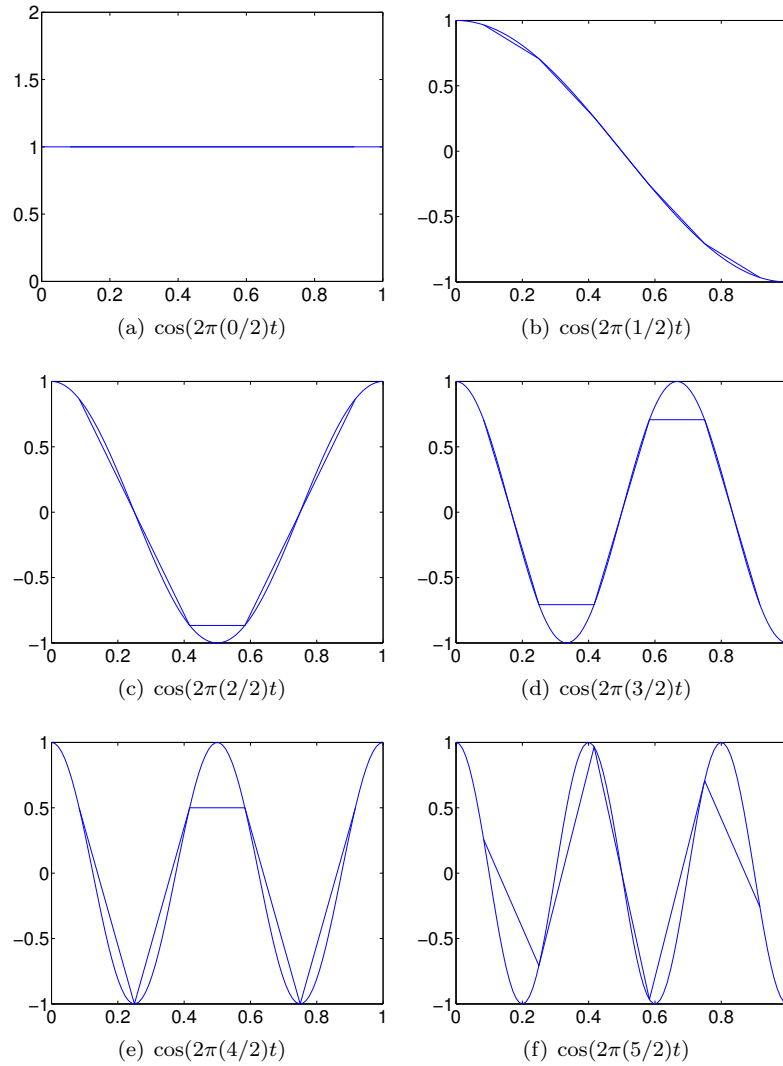 2
1.5
1
0.5
0
0 0.2 0.4 0.6 0.8 1
(a) cos(2π(0/2)t)
1
0.5
0
−0.5
−1
0 0.2 0.4 0.6 0.8
(b) cos(2π(1/2)t)
1
0.5
0
−0.5
−1
0 0.2 0.4 0.6 0.8 1
(c) cos(2π(2/2)t)
1
0.5
0
−0.5
−1
0 0.2 0.4 0.6 0.8
(d) cos(2π(3/2)t)
1
0.5
0
−0.5
−1
0 0.2 0.4 0.6 0.8 1
(e) cos(2π(4/2)t)
1
0.5
0
−0.5
−1
0 0.2 0.4 0.6 0.8
(f) cos(2π(5/2)t)